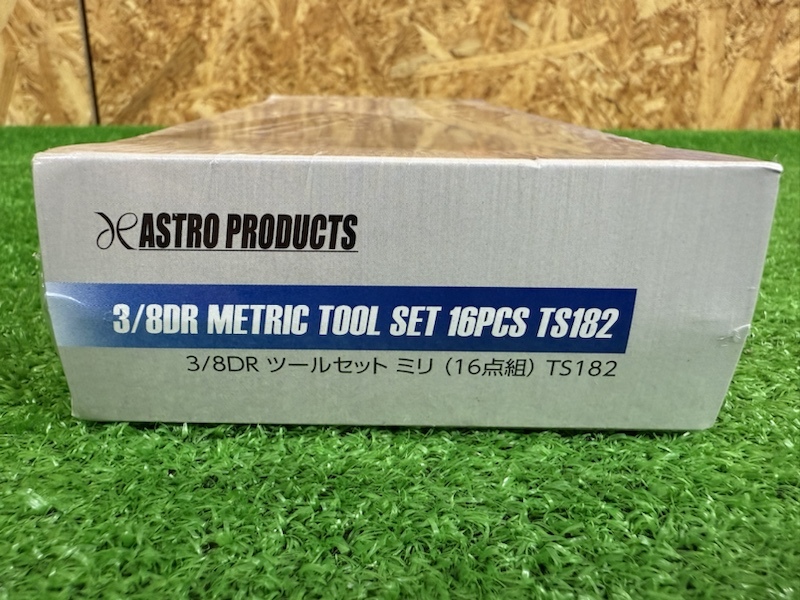 ASTRO PRODUCTS
3/8DR METRIC TOOL SET 16PCS TS182
3/8DR ツールセット ミリ (16点組) TS182